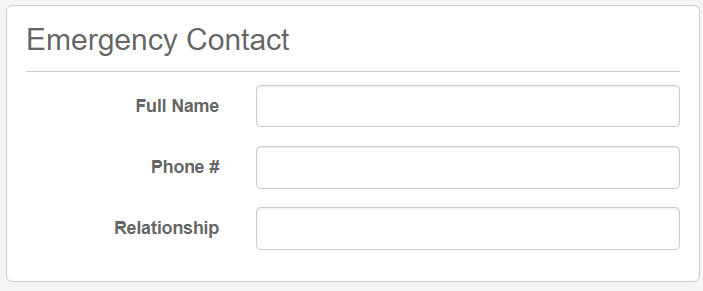 Emergency Contact
Full Name
Phone #
Relationship